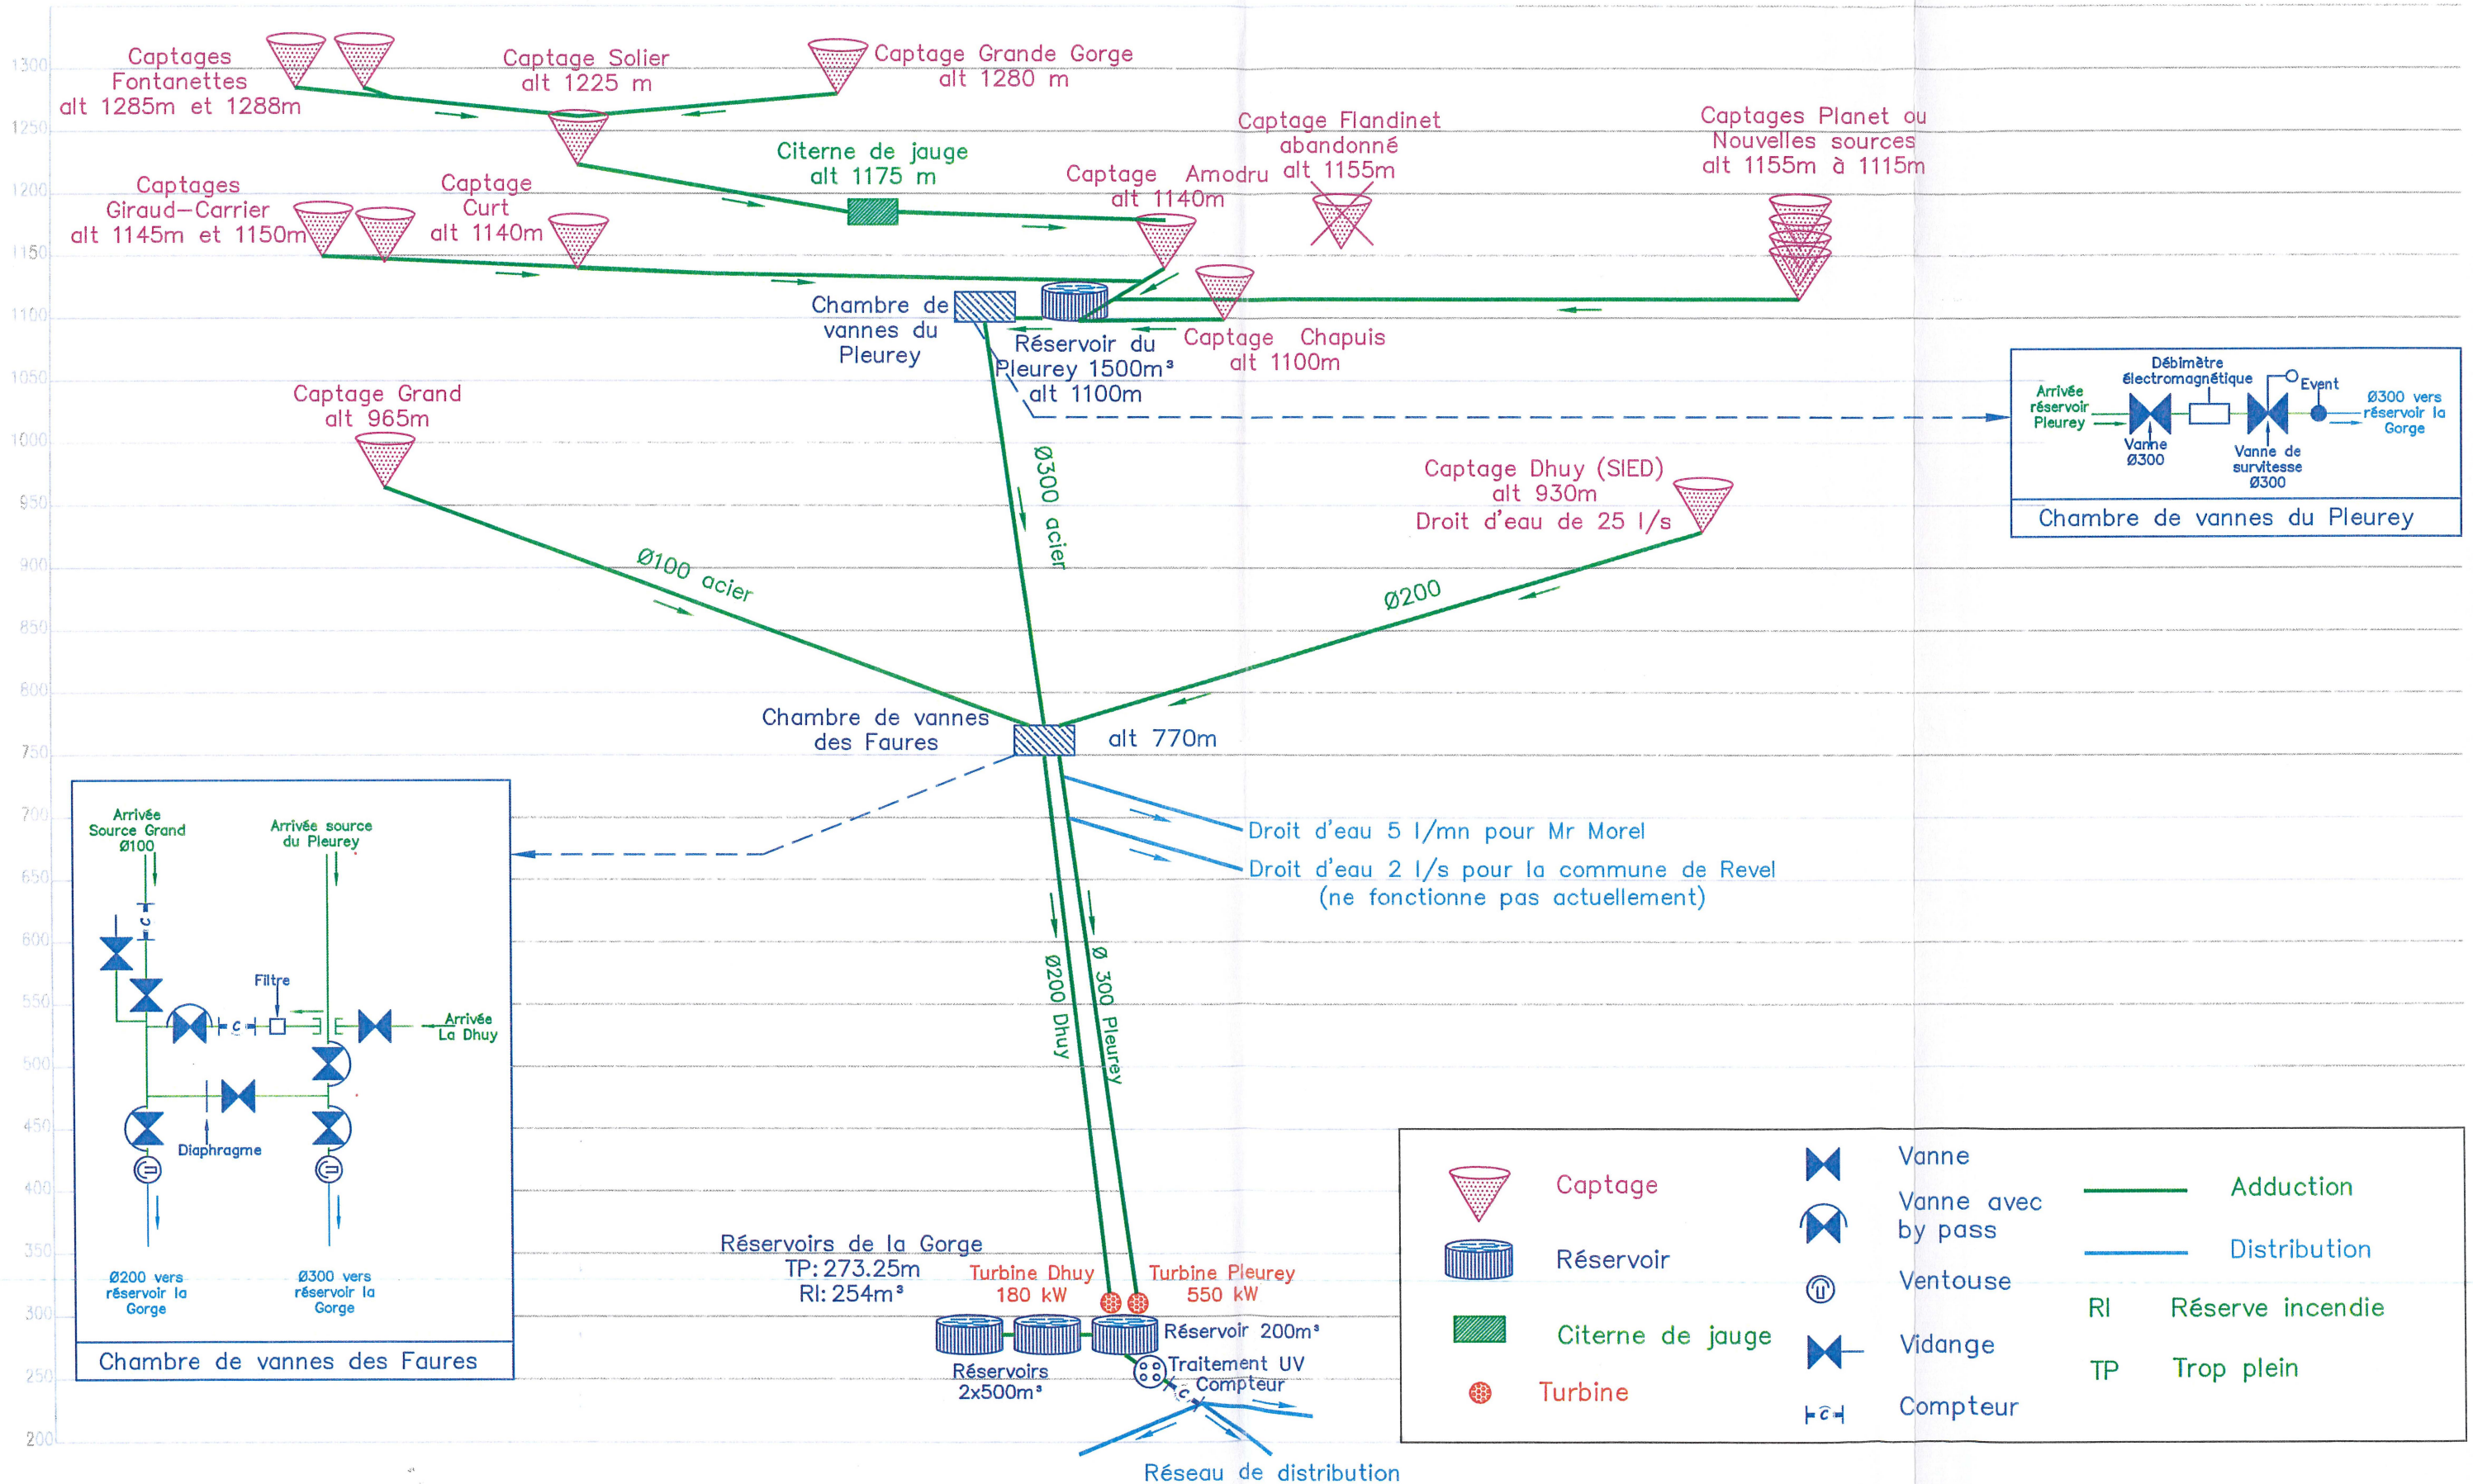 1300
1250
1200
1150
1100
1050
1000
950
900
850
800
750
700
650
600
550
500
450
400
350
300
250
200
Captages
Fontanettes
alt 1285m et 1288m
Captage Solier
alt 1225 m
Captage Grande Gorge
alt 1280 m
Citerne de jauge
alt 1175 m
Captage Flandinet
abandonné
alt 1155m
Captages Planet ou
Nouvelles sources
alt 1155m à 1115m
Captages
Giraud-Carrier
alt 1145m et 1150m
Captage
Curt
alt 1140m
Captage Amodru
alt 1140m
Chambre de
vannes du
Pleurey
Réservoir du
Pleurey 1500m³
alt 1100m
Captage Chapuis
alt 1100m
Captage Grand
alt 965m
Ø300 acier
Ø100 acier
Captage Dhuy (SIED)
alt 930m
Droit d'eau de 25 l/s
Ø200
Débimètre
électromagnétique
Event
Arrivée
réservoir
Pleurey
Vanne
Ø300
Vanne de
survitesse
Ø300
Ø300 vers
réservoir la
Gorge
Chambre de vannes du Pleurey
Chambre de vannes
des Faures
alt 770m
Droit d'eau 5 l/mn pour Mr Morel
Droit d'eau 2 l/s pour la commune de Revel
(ne fonctionne pas actuellement)
Ø200 Dhuy
Ø 300 Pleurey
Arrivée
Source Grand
Ø100
Arrivée source
du Pleurey
c
Filtre
c
Arrivée
La Dhuy
Diaphragme
Ø200 vers
réservoir la
Gorge
Ø300 vers
réservoir la
Gorge
Chambre de vannes des Faures
Réservoirs de la Gorge
TP: 273.25m
RI: 254m³
Turbine Dhuy
180 kW
Turbine Pleurey
550 kW
Réservoir 200m³
Réservoirs
2x500m³
Traitement UV
c
Compteur
Réseau de distribution
Captage
Réservoir
Citerne de jauge
Turbine
Vanne
Vanne avec
by pass
Ventouse
Vidange
c
Compteur
Adduction
Distribution
RI Réserve incendie
TP Trop plein